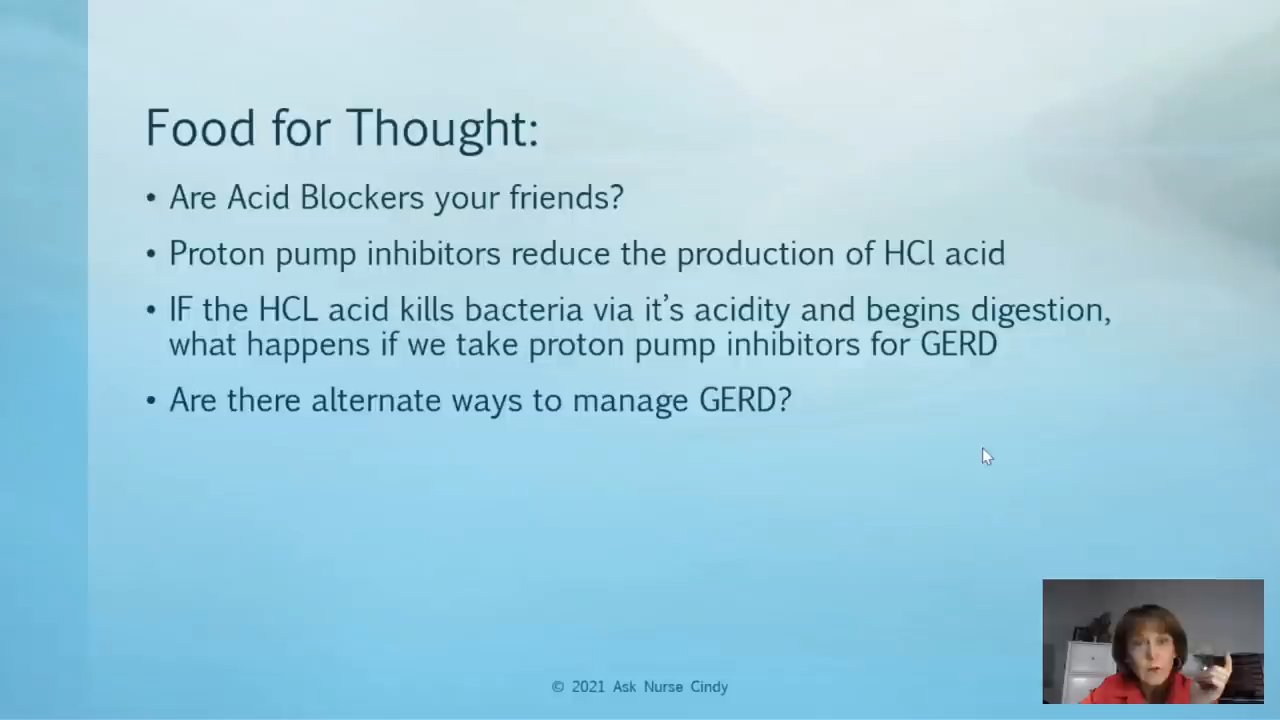 Food for Thought:
• Are Acid Blockers your friends?
• Proton pump inhibitors reduce the production of HCl acid
• IF the HCL acid kills bacteria via it's acidity and begins digestion,
what happens if we take proton pump inhibitors for GERD
• Are there alternate ways to manage GERD?
© 2021 Ask Nurse Cindy